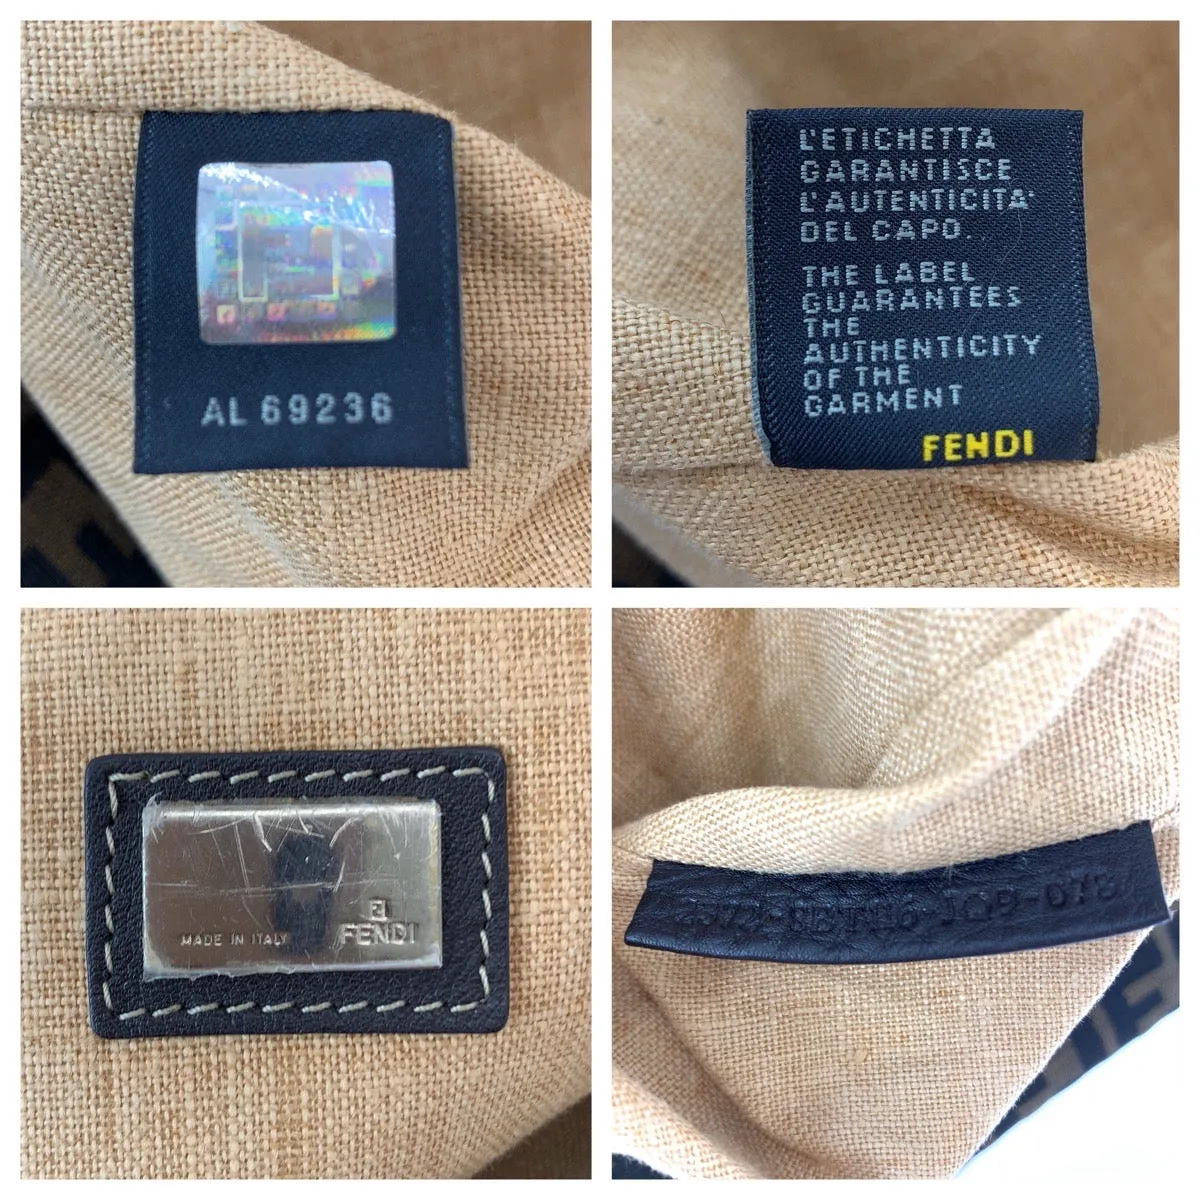 AL 69236
L'ETICHETTA
GARANTISCE
L'AUTENTICITA'
DEL CAPO.
THE LABEL
GUARANTEES
THE
AUTHENTICITY
OF THE
GARMENT
FENDI
MADE IN ITALY
FENDI